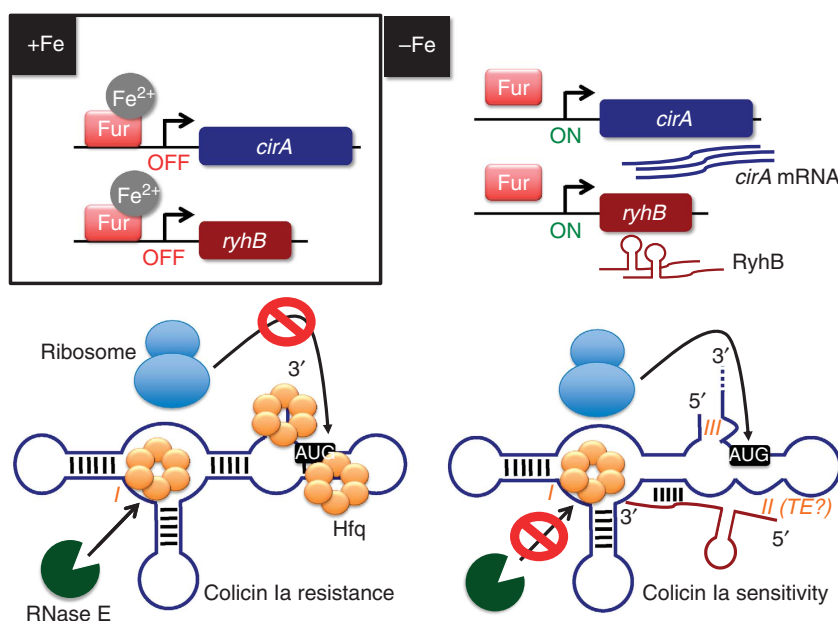 +Fe
Fe2+
Fur
OFF
cirA
Fe2+
Fur
OFF
ryhB
–Fe
Fur
ON
cirA
cirA mRNA
Fur
ON
ryhB
RyhB
Ribosome
3′
AUG
I
Hfq
RNase E
Colicin Ia resistance
3′
5′
III
AUG
I
3′
II (TE?)
5′
Colicin Ia sensitivity